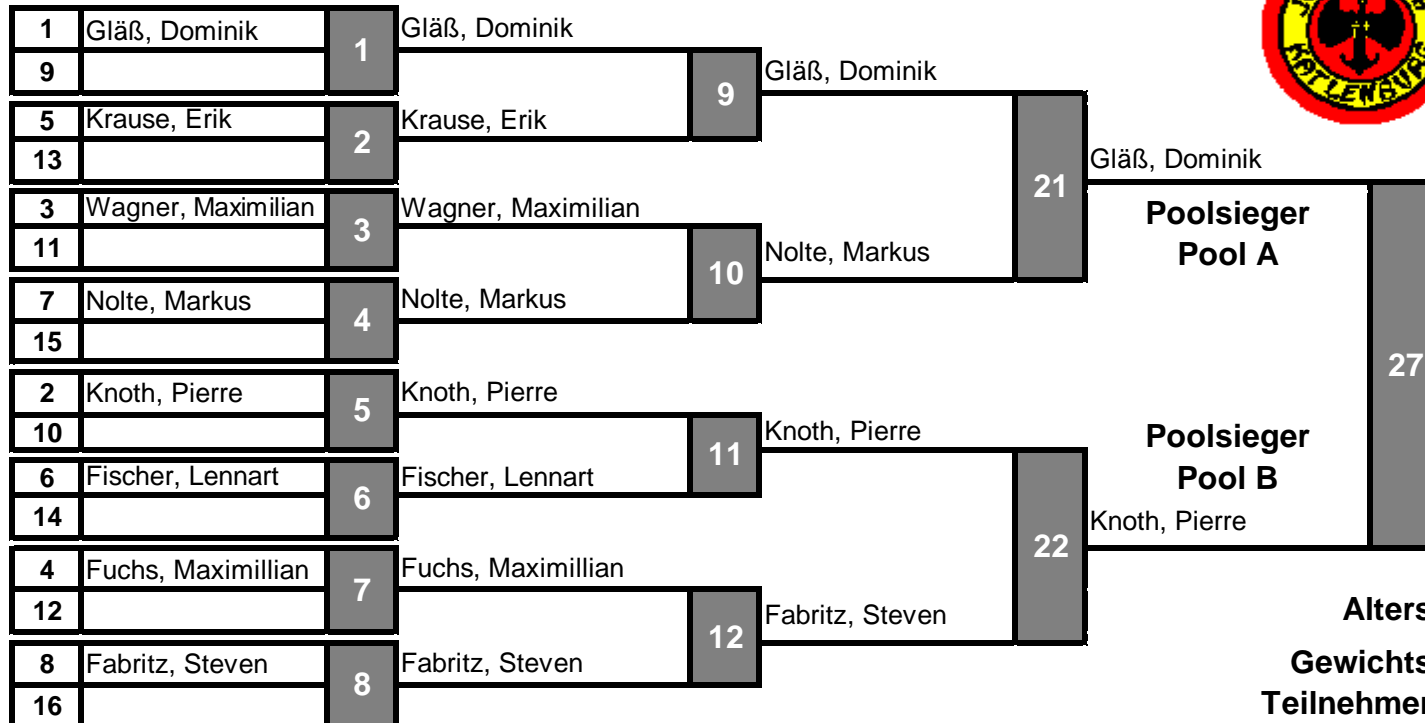 1 Gläß, Dominik 1 Gläß, Dominik
9 Gläß, Dominik
9
5 Krause, Erik 2 Krause, Erik
13 Gläß, Dominik
21
3 Wagner, Maximilian 3 Wagner, Maximilian Poolsieger
11 Nolte, Markus Pool A
10
7 Nolte, Markus 4 Nolte, Markus
15
27
2 Knoth, Pierre 5 Knoth, Pierre
10 Knoth, Pierre Poolsieger
11
6 Fischer, Lennart 6 Fischer, Lennart Pool B
14 Knoth, Pierre
22
4 Fuchs, Maximillian 7 Fuchs, Maximillian
12 Fabritz, Steven Alters
12
8 Fabritz, Steven 8 Fabritz, Steven Gewichts
16 Teilnehmer
KATLENBURG